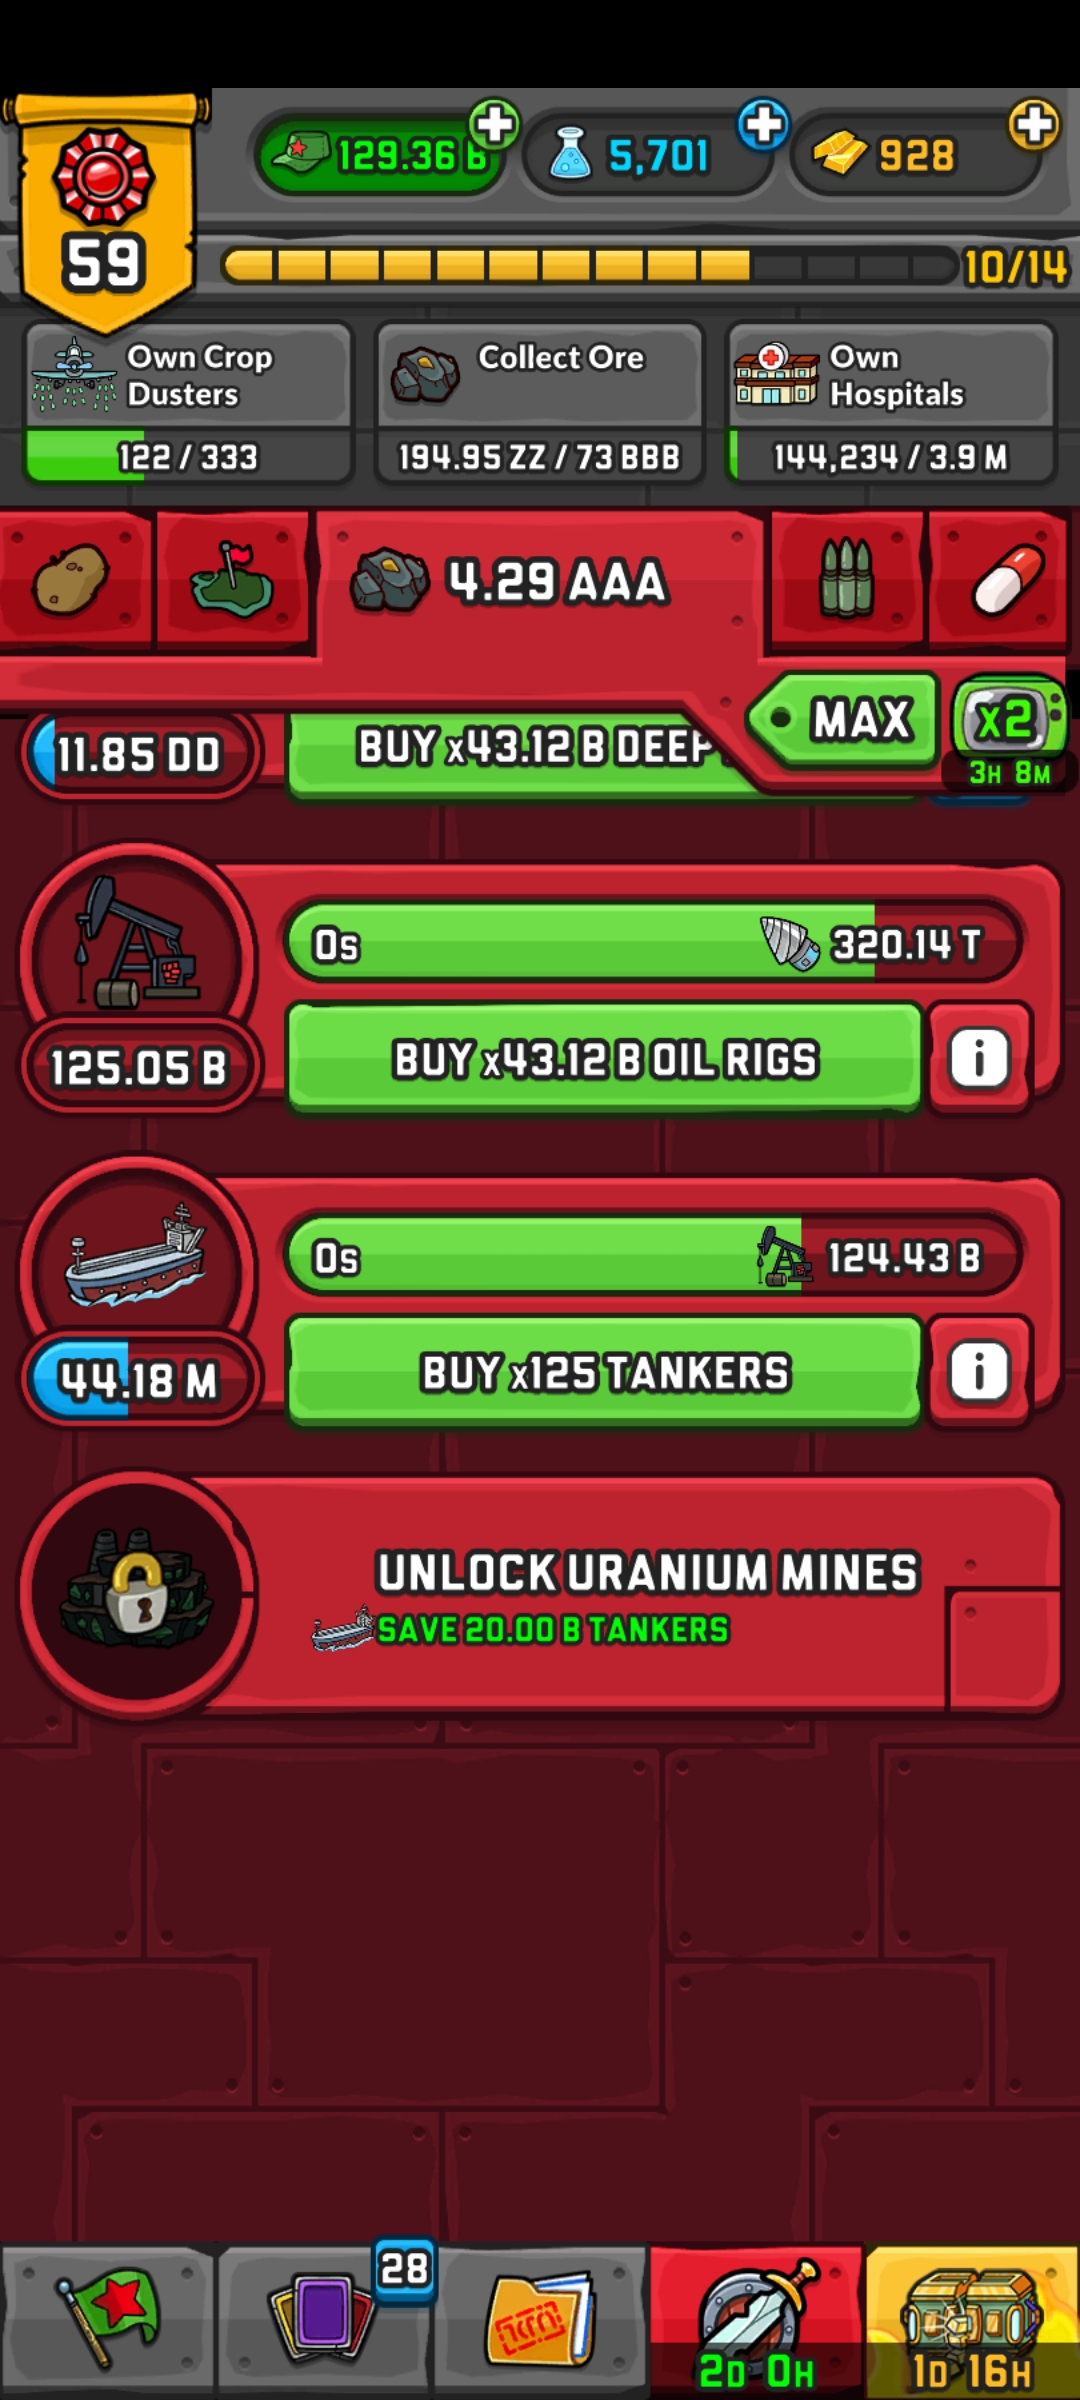 129.36 B
5,701
928
59
10/14
Own Crop
Dusters
122 / 333
Collect Ore
194.95 ZZ / 73 BBB
Own
Hospitals
144,234 / 3.9 M
4.29 AAA
MAX
x2
3H 8M
11.85 DD
BUY x43.12 B DEEP
0s
320.14 T
125.05 B
BUY x43.12 B OIL RIGS
i
0s
124.43 B
44.18 M
BUY x125 TANKERS
i
UNLOCK URANIUM MINES
SAVE 20.00 B TANKERS
28
2D 0H
1D 16H